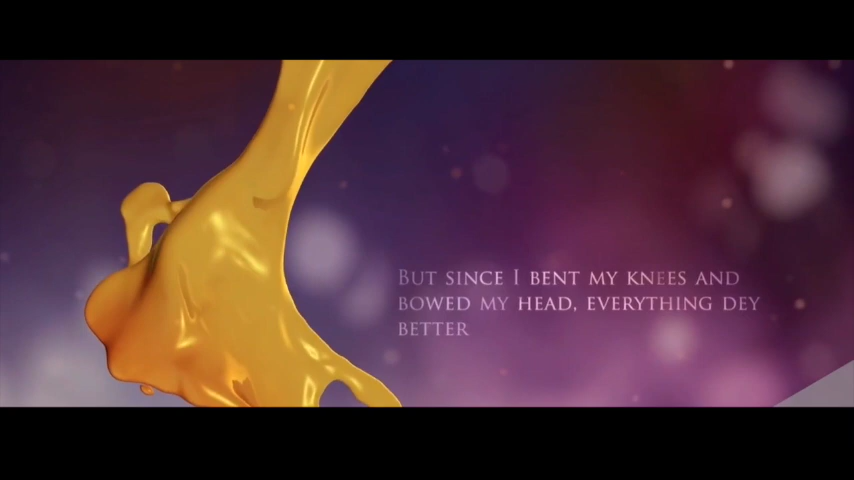 But since I bent my knees and
bowed my head, everything dey
better